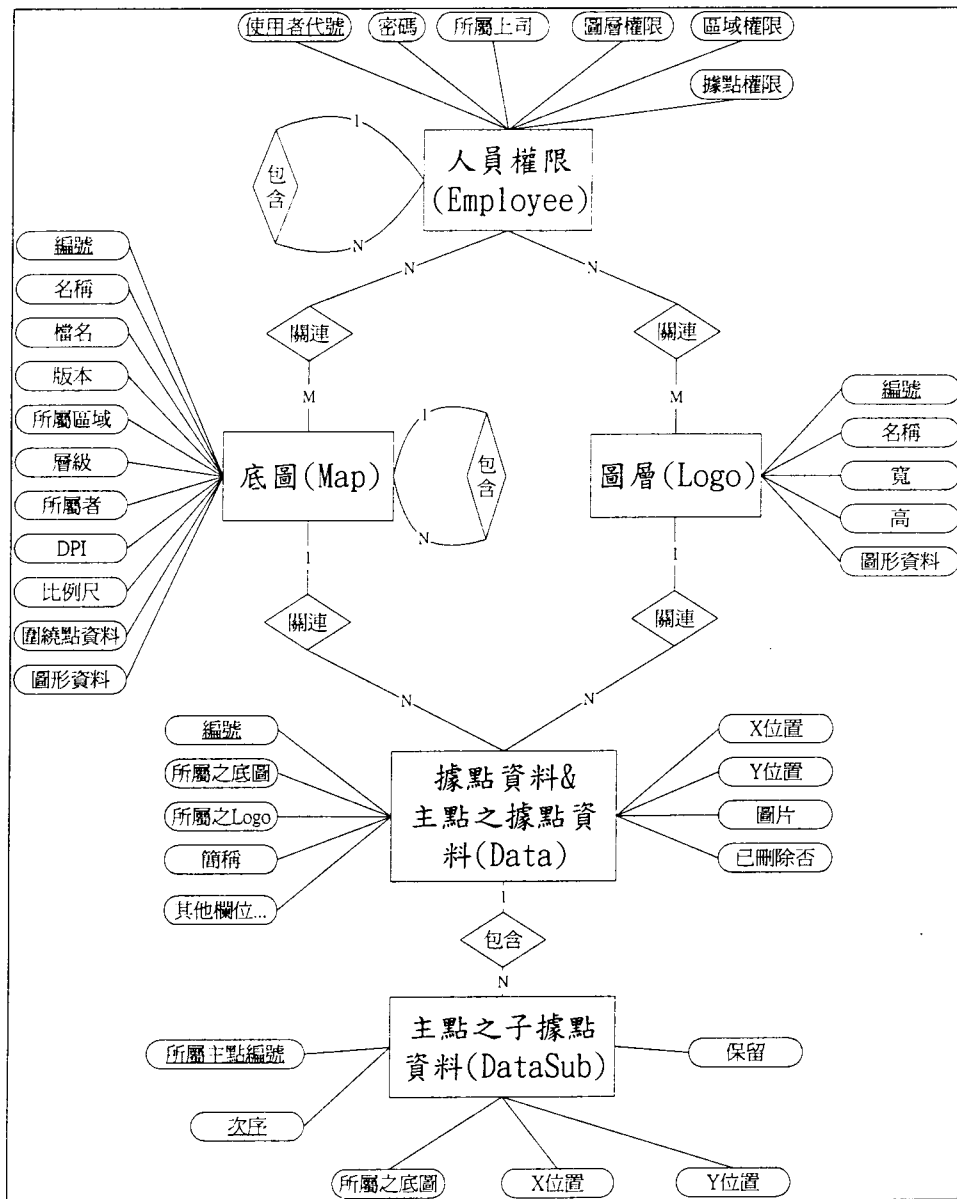 使用者代號
密碼
所屬上司
圖層權限
區域權限
據點權限
人員權限
(Employee)
1
包
含
N
N
N
關連
關連
M
M
編號
名稱
檔名
版本
所屬區域
層級
所屬者
DPI
比例尺
圍繞點資料
圖形資料
底圖(Map)
1
包
含
N
圖層(Logo)
編號
名稱
寬
高
圖形資料
1
1
關連
關連
N
N
編號
所屬之底圖
所屬之Logo
簡稱
其他欄位...
據點資料&
主點之據點資
料(Data)
X位置
Y位置
圖片
已刪除否
1
包含
N
主點之子據點
資料(DataSub)
所屬主點編號
次序
保留
所屬之底圖
X位置
Y位置